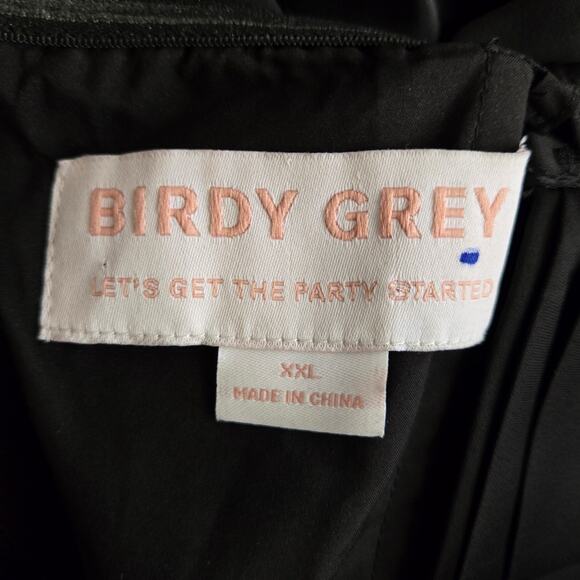 BIRDY GREY
LET'S GET THE PARTY STARTED
XXL
MADE IN CHINA